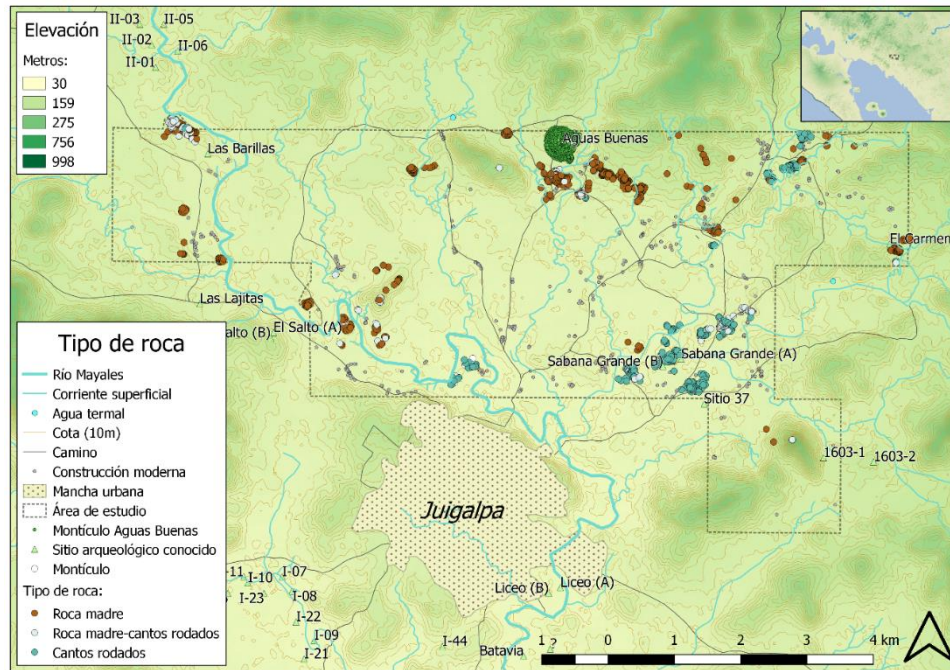 Elevación
Metros:
30
159
275
756
998
II-03
II-05
II-02
II-06
II-01
Las Barillas
Aguas Buenas
El Carmen
Las Lajitas
Salto (B)
El Salto (A)
Sabana Grande (B)
Sabana Grande (A)
Sitio 37
1603-1
1603-2
Juigalpa
Tipo de roca
Río Mayales
Corriente superficial
Agua termal
Cota (10m)
Camino
Construcción moderna
Mancha urbana
Área de estudio
Montículo Aguas Buenas
Sitio arqueológico conocido
Montículo
Tipo de roca:
Roca madre
Roca madre-cantos rodados
Cantos rodados
-11
I-10
I-07
I-23
I-08
I-22
I-09
I-21
I-44
Liceo (B)
Liceo (A)
Batavia
1 0 1 2 3 4 km